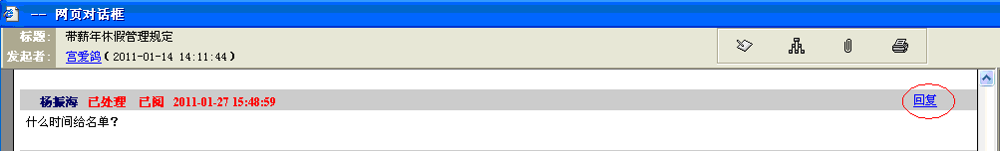 -- 网页对话框
标题: 带薪年休假管理规定
发起者: 宫爱鸽 (2011-01-14 14:11:44)
杨振海 已处理 已阅 2011-01-27 15:48:59 回复
什么时间给名单?